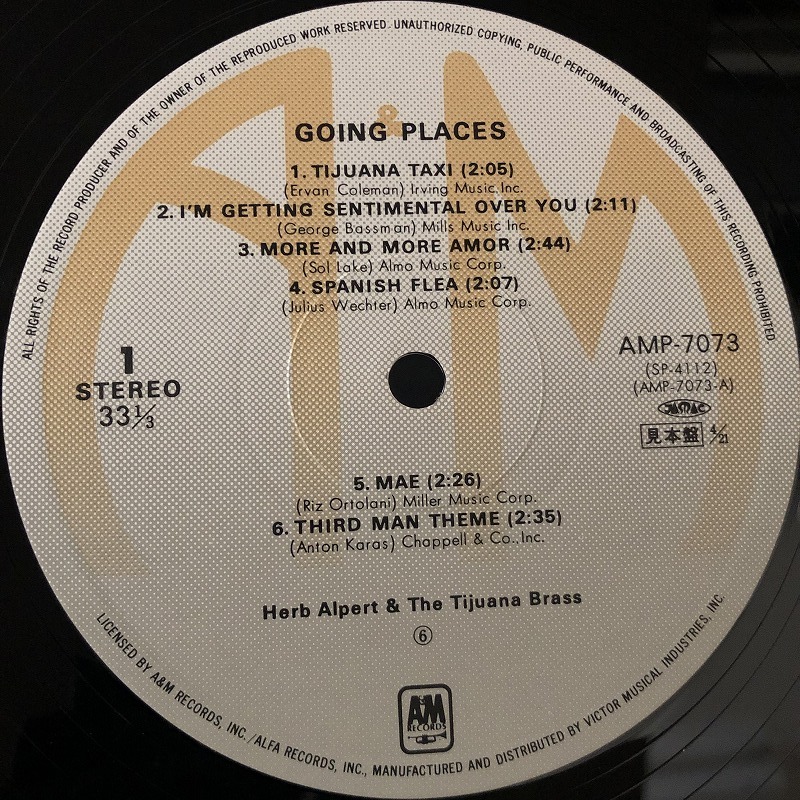 ALL RIGHTS OF THE RECORD PRODUCER AND OF THE OWNER OF THE REPRODUCED WORK RESERVED. UNAUTHORIZED COPYING, PUBLIC PERFORMANCE AND BROADCASTING OF THIS RECORDING PROHIBITED
&
GOING PLACES
1. TIJUANA TAXI (2:05)
(Ervan Coleman) Irving Music, Inc.
2. I'M GETTING SENTIMENTAL OVER YOU (2:11)
(George Bassman) Mills Music Inc.
3. MORE AND MORE AMOR (2:44)
(Sol Lake) Almo Music Corp.
4. SPANISH FLEA (2:07)
(Julius Wechter) Almo Music Corp.
1
STEREO
33⅓
AMP-7073
(SP-4112)
(AMP-7073-A)
JASRAC
見本盤 4/21
5. MAE (2:26)
(Riz Ortolani) Miller Music Corp.
6. THIRD MAN THEME (2:35)
(Anton Karas) Chappell & Co., Inc.
Herb Alpert & The Tijuana Brass
⑥
A&M
RECORDS
LICENSED BY A&M RECORDS, INC./ALFA RECORDS, INC., MANUFACTURED AND DISTRIBUTED BY VICTOR MUSICAL INDUSTRIES, INC.